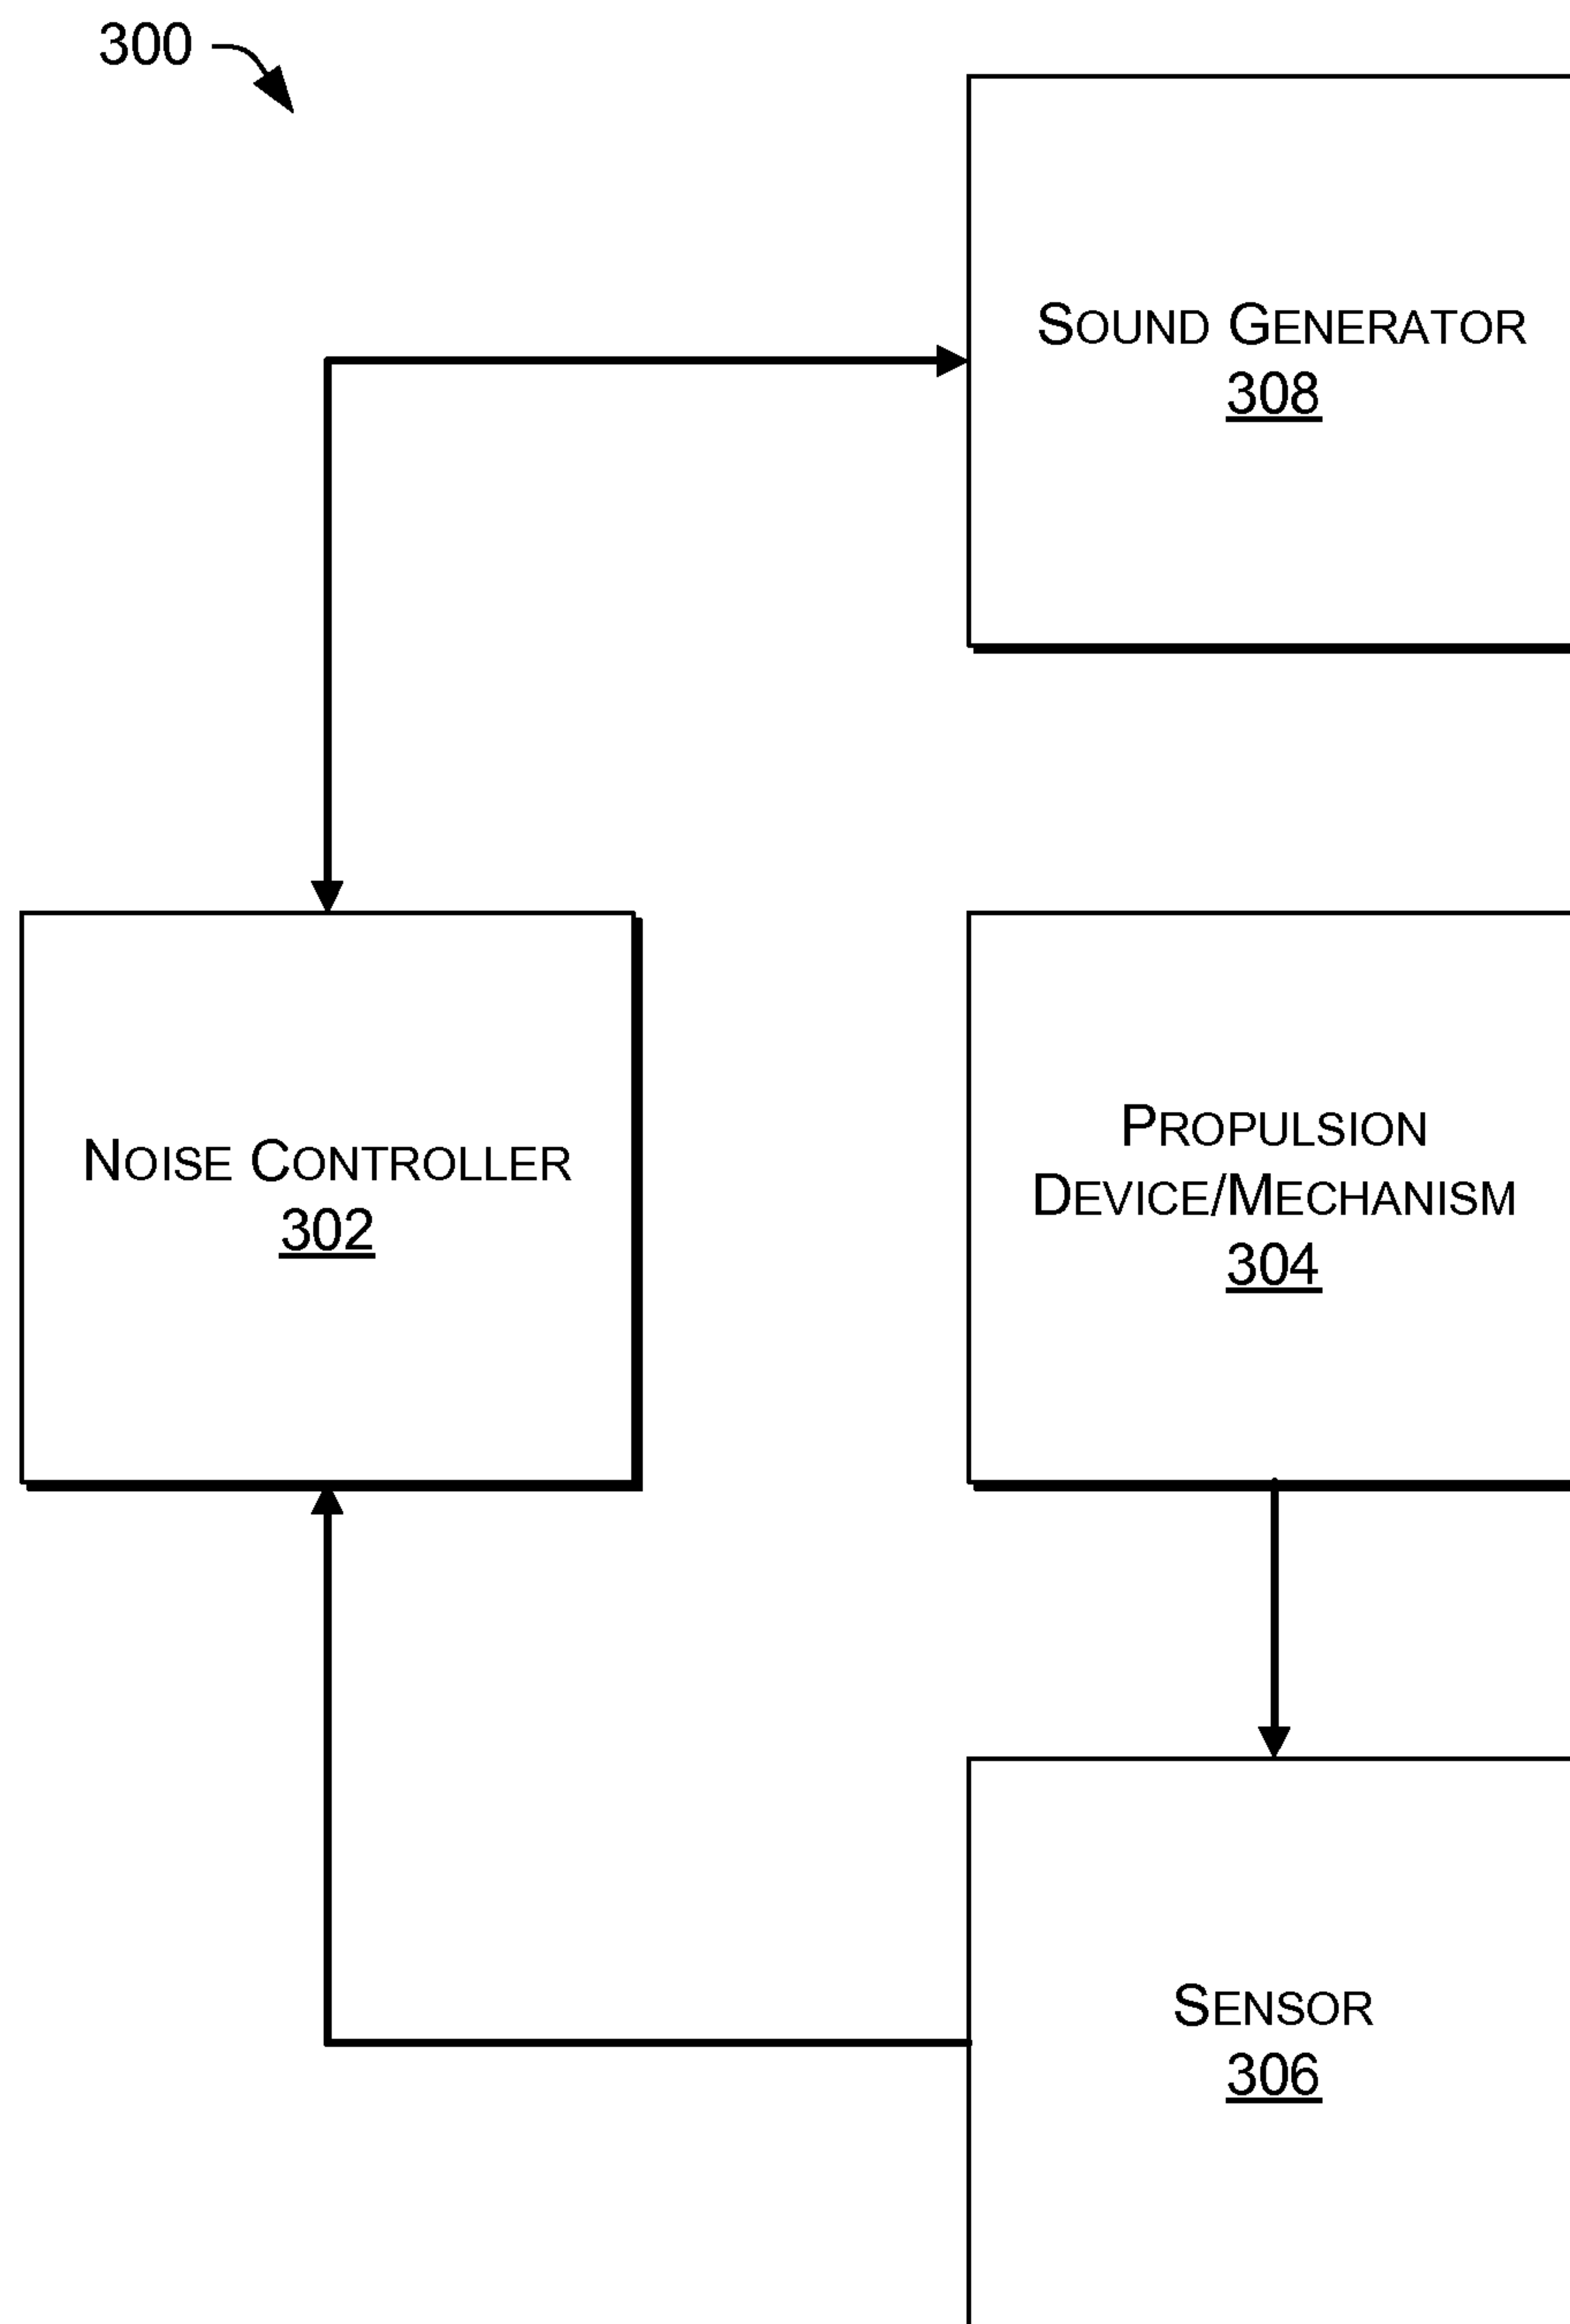 300
SOUND GENERATOR
308
NOISE CONTROLLER
302
PROPULSION
DEVICE/MECHANISM
304
SENSOR
306